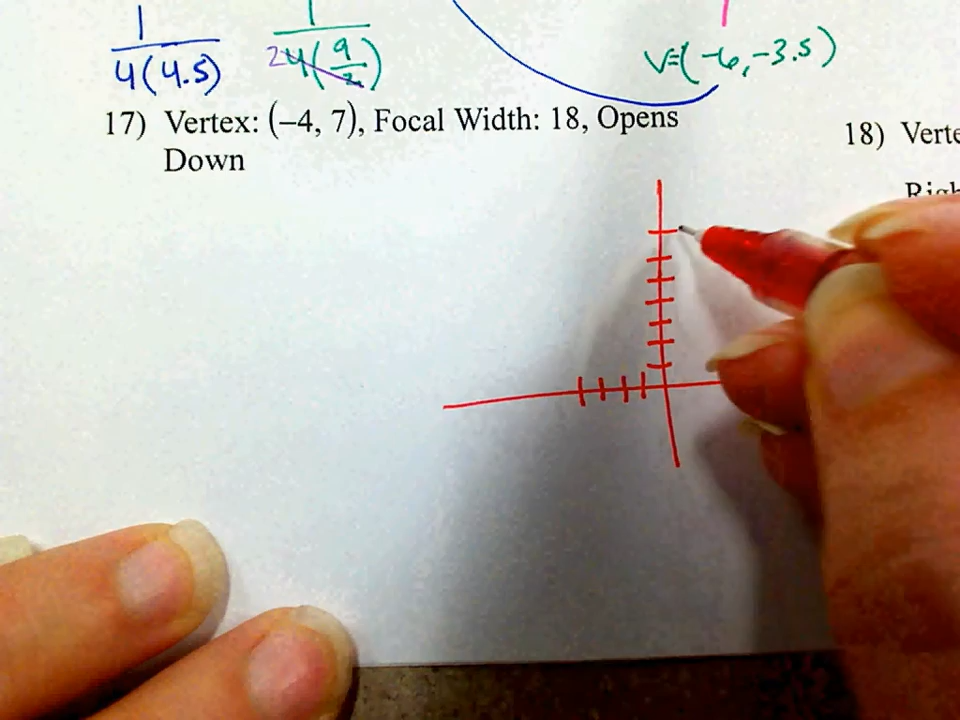 1
4(4.5)
1
24(9/2)
V=(-6,-3.5)
17) Vertex: (−4, 7), Focal Width: 18, Opens
Down
18) Verte
Righ